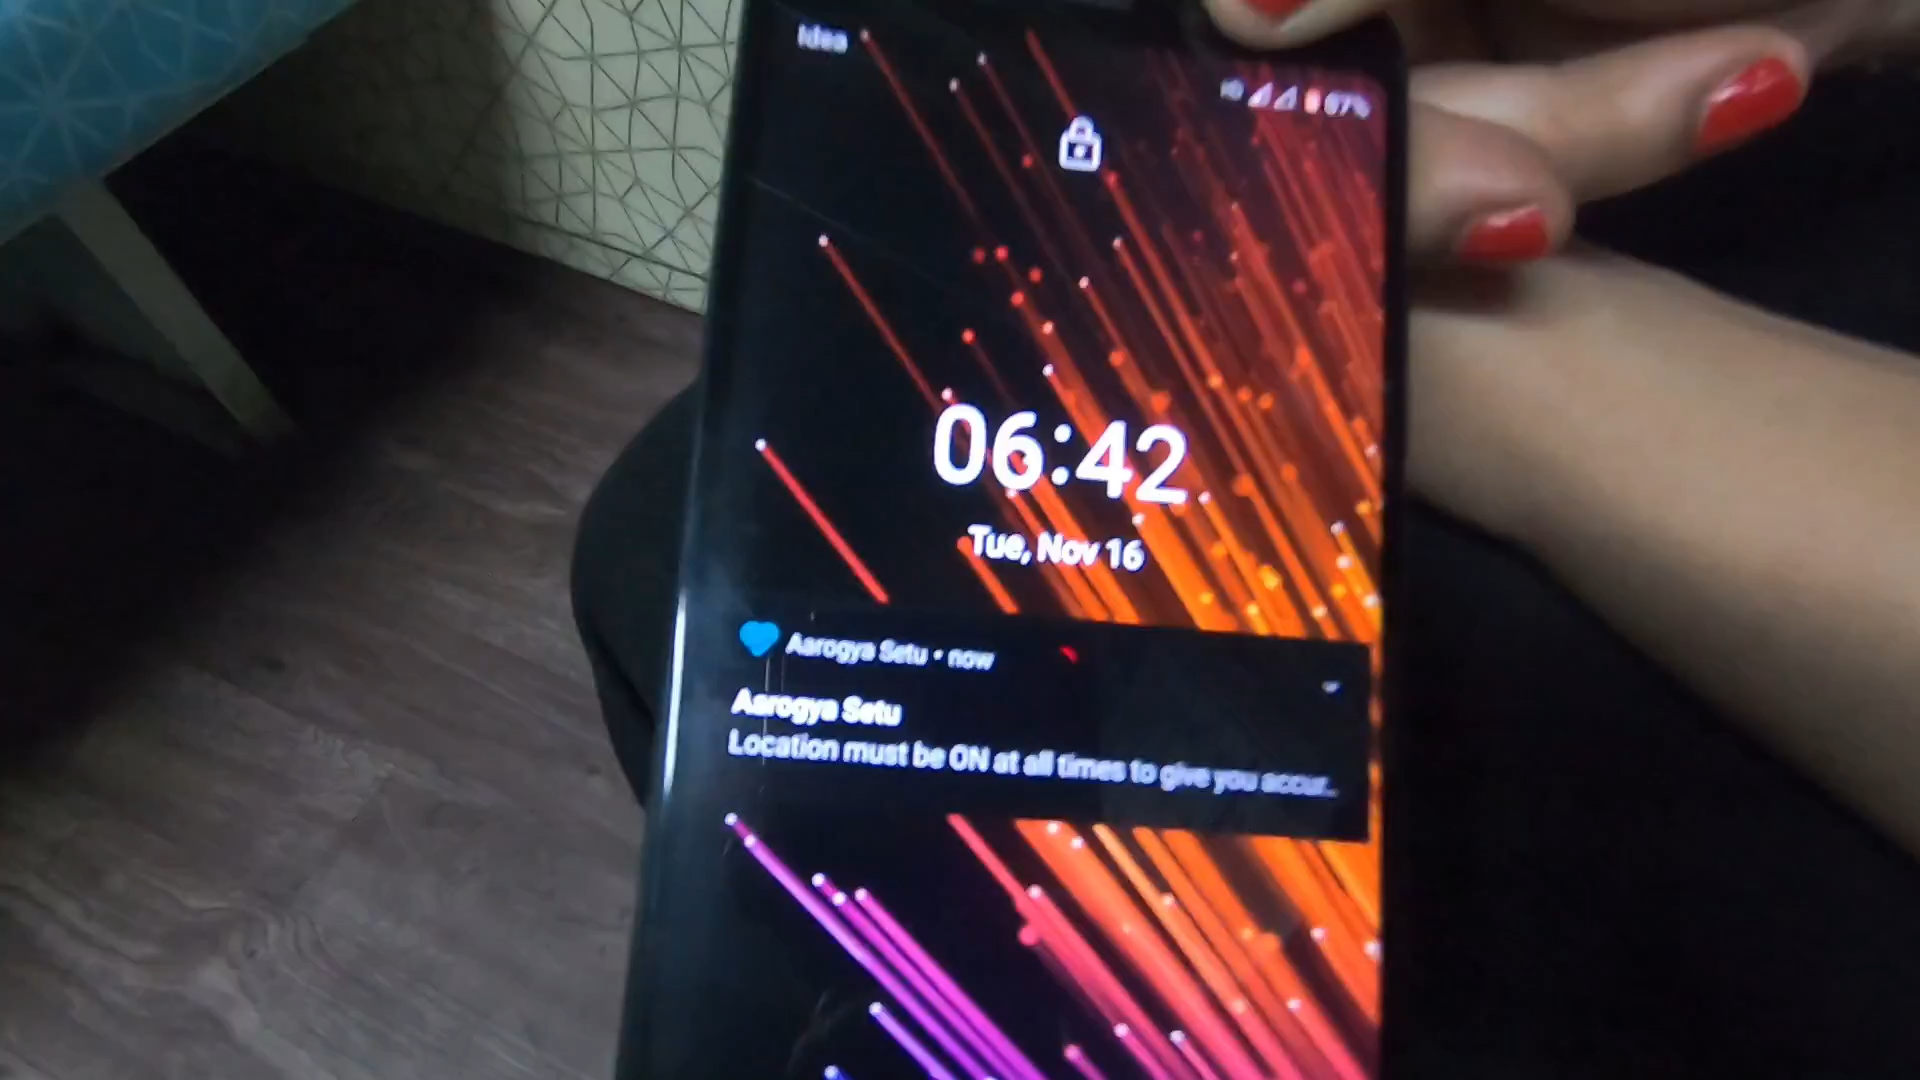 Idea
87%
06:42
Tue, Nov 16
Aarogya Setu • now
Aarogya Setu
Location must be ON at all times to give you accur..